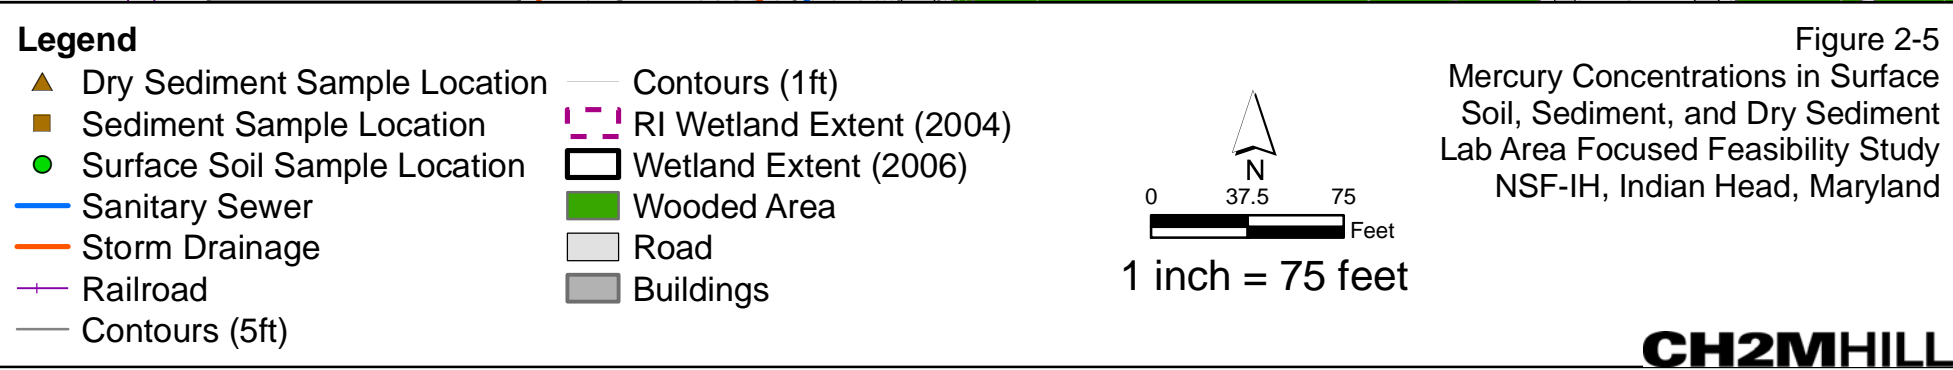 Legend
Dry Sediment Sample Location
Sediment Sample Location
Surface Soil Sample Location
Sanitary Sewer
Storm Drainage
Railroad
Contours (5ft)
Contours (1ft)
RI Wetland Extent (2004)
Wetland Extent (2006)
Wooded Area
Road
Buildings
N
0 37.5 75
Feet
1 inch = 75 feet
Figure 2-5
Mercury Concentrations in Surface
Soil, Sediment, and Dry Sediment
Lab Area Focused Feasibility Study
NSF-IH, Indian Head, Maryland
CH2MHILL